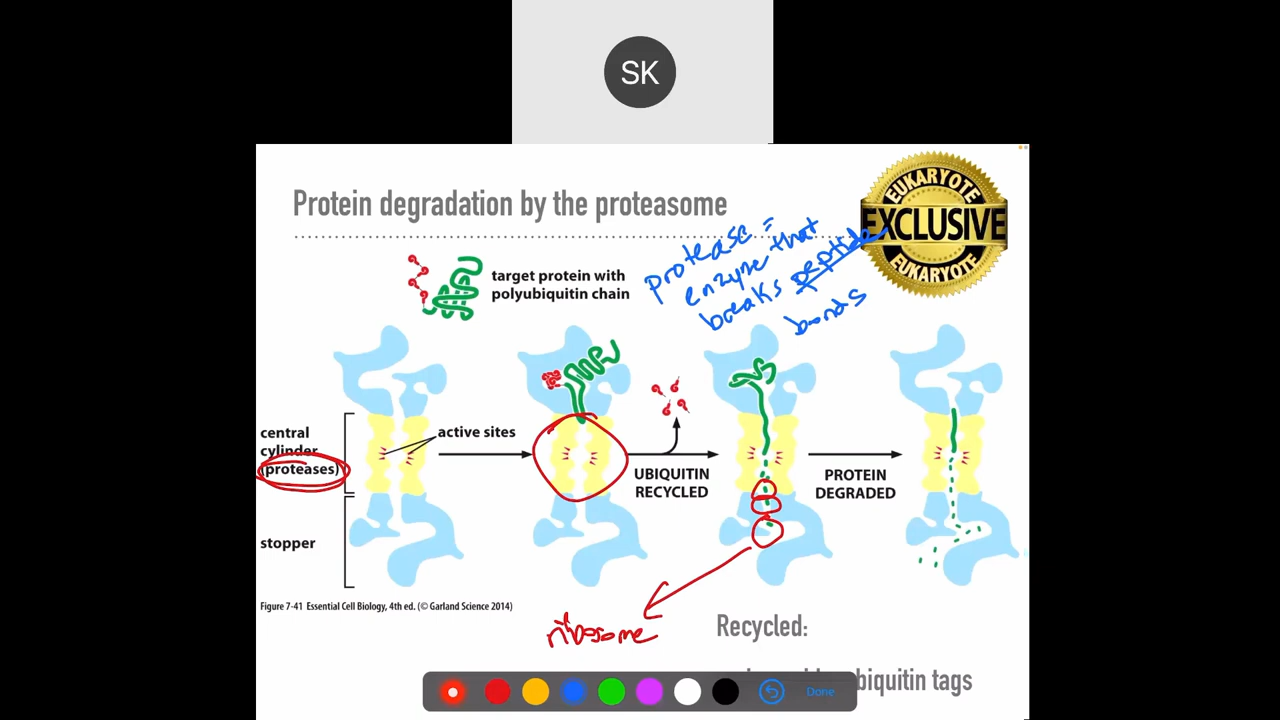 SK
Protein degradation by the proteasome
EUKARYOTE
EXCLUSIVE
EUKARYOTE
protease =
enzyme that
breaks peptide
bonds
target protein with
polyubiquitin chain
central
cylinder
(proteases)
active sites
UBIQUITIN
RECYCLED
PROTEIN
DEGRADED
stopper
Figure 7-41 Essential Cell Biology, 4th ed. (© Garland Science 2014)
ribosome
Recycled:
biquitin tags
Done